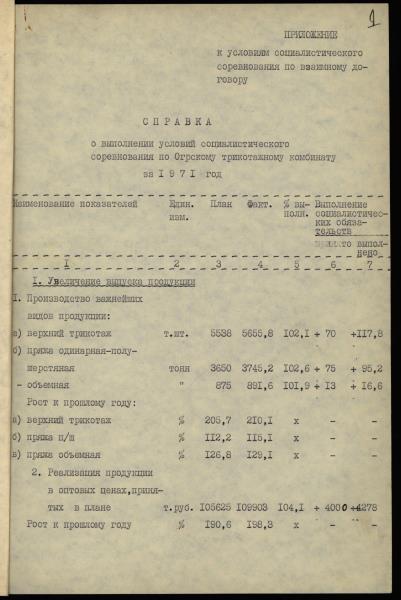 1
ПРИЛОЖЕНИЕ
к условиям социалистического
соревнования по взаимному до-
говору
СПРАВКА
о выполнении условий социалистического
соревнования по Огрскому трикотажному комбинату
за 1971 год
Наименование показателей Един. изм. План Факт. % вы- полн. Выполнение социалистичес- ких обяза- тельств
принято выпол- нено
1 2 3 4 5 6 7
I. Увеличение выпуска продукции
I. Производство важнейших
видов продукции:
а) верхний трикотаж т.шт. 5538 5655,8 102,1 + 70 +117,8
б) пряжа одинарная-полу-
шерстяная тонн 3650 3745,2 102,6 + 75 + 95,2
- объемная " 875 891,6 101,9 + 13 + 16,6
Рост к прошлому году:
а) верхний трикотаж % 205,7 210,1 х - -
б) пряжа п/ш % 112,2 115,1 х - -
в) пряжа объемная % 126,8 129,1 х - -
2. Реализация продукции
в оптовых ценах,приня-
тых в плане т.руб. 105625 109903 104,1 + 4000 +4278
Рост к прошлому году % 190,6 198,3 х - -